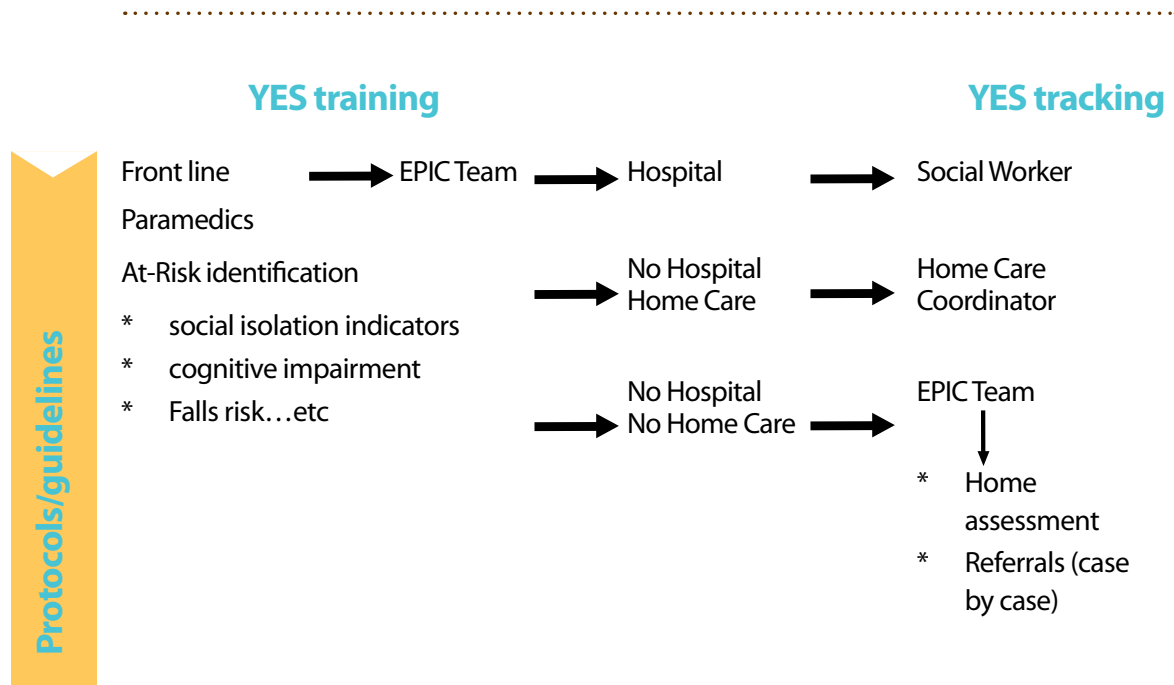 YES training
YES tracking
Protocols/guidelines
Front line
EPIC Team
Hospital
Social Worker
Paramedics
At-Risk identification
No Hospital
Home Care
Home Care
Coordinator
* social isolation indicators
* cognitive impairment
* Falls risk…etc
No Hospital
No Home Care
EPIC Team
* Home
assessment
* Referrals (case
by case)